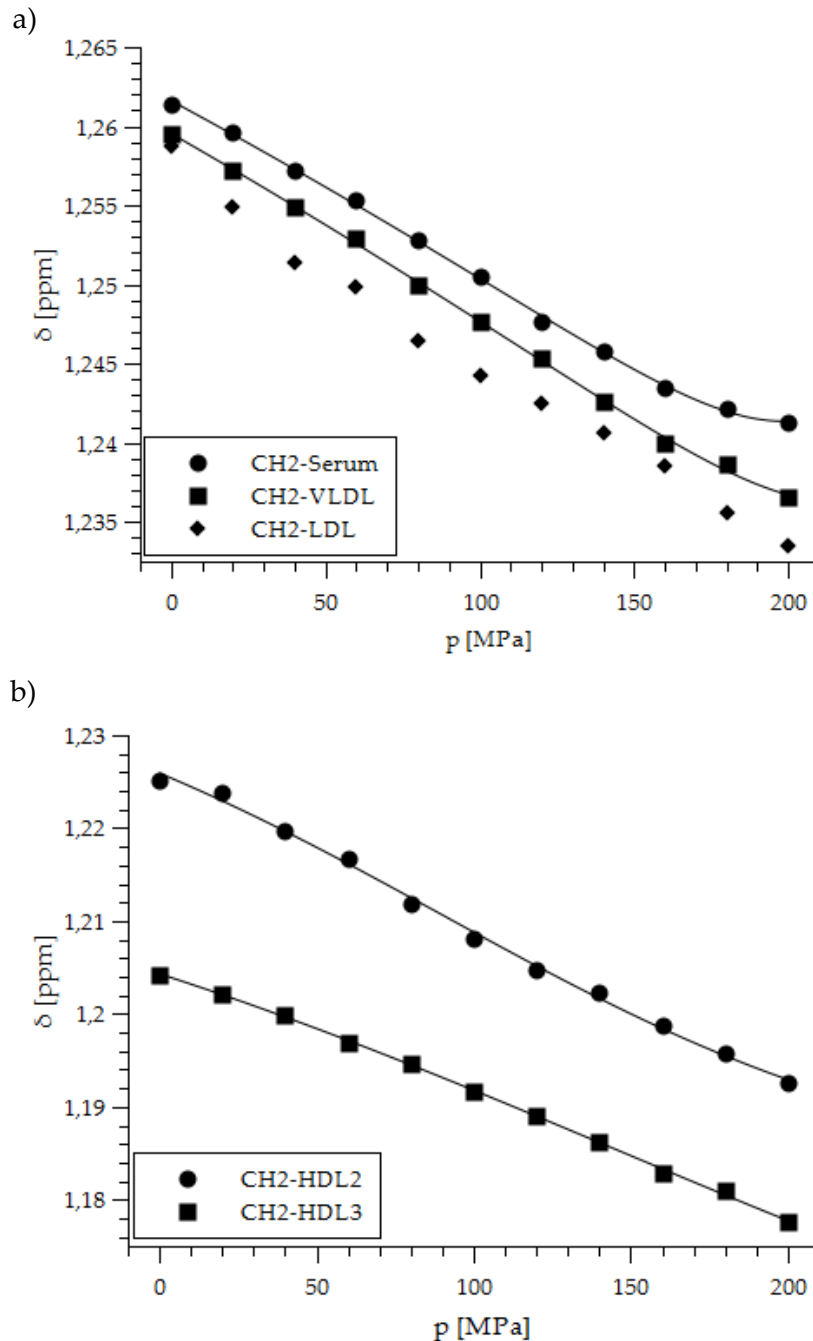 a)
1,265
1,26
1,255
1,25
1,245
1,24
1,235
δ [ppm]
CH2-Serum
CH2-VLDL
CH2-LDL
0 50 100 150 200
p [MPa]
b)
1,23
1,22
1,21
1,2
1,19
1,18
δ [ppm]
CH2-HDL2
CH2-HDL3
0 50 100 150 200
p [MPa]